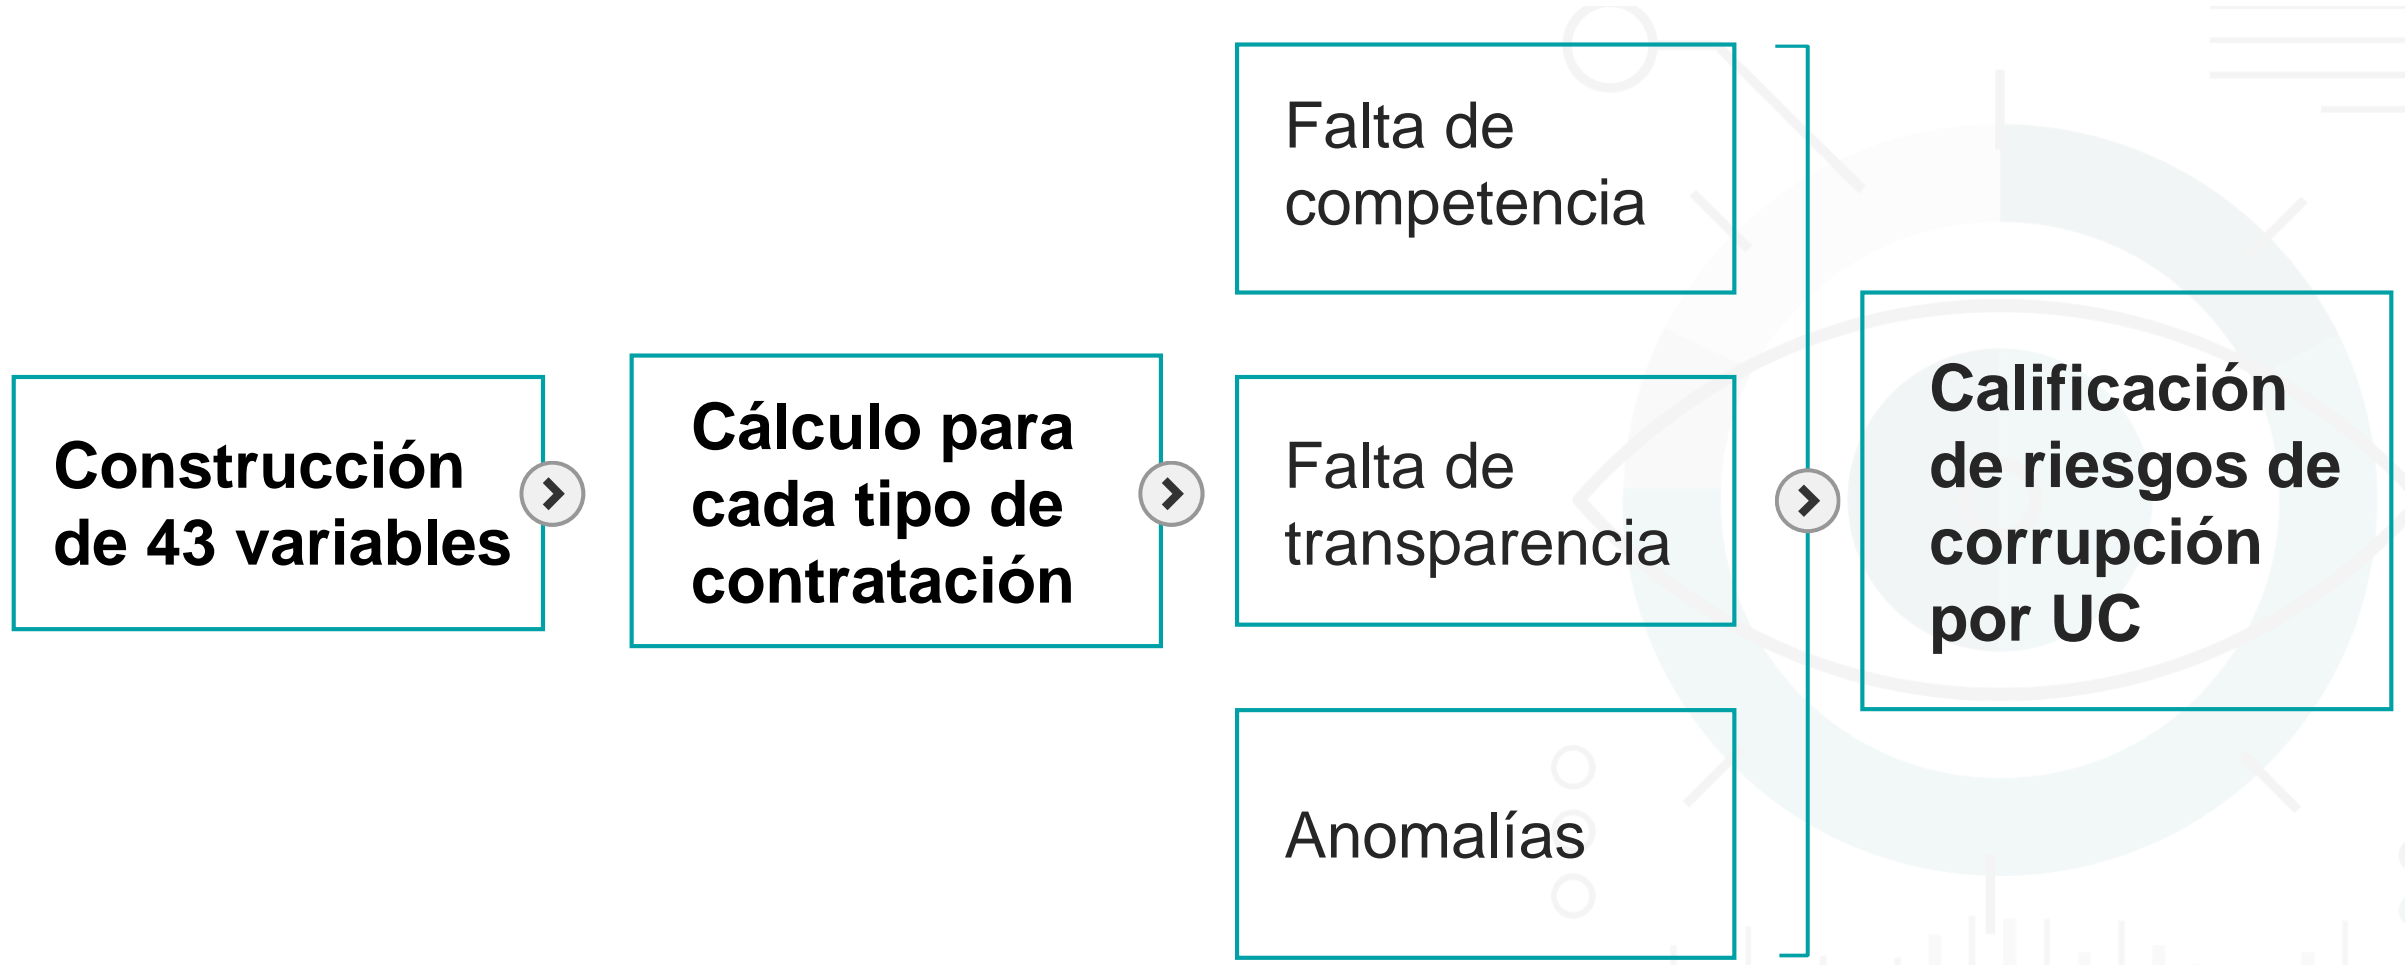 Construcción
de 43 variables
Cálculo para
cada tipo de
contratación
Falta de
competencia
Falta de
transparencia
Anomalías
Calificación
de riesgos de
corrupción
por UC